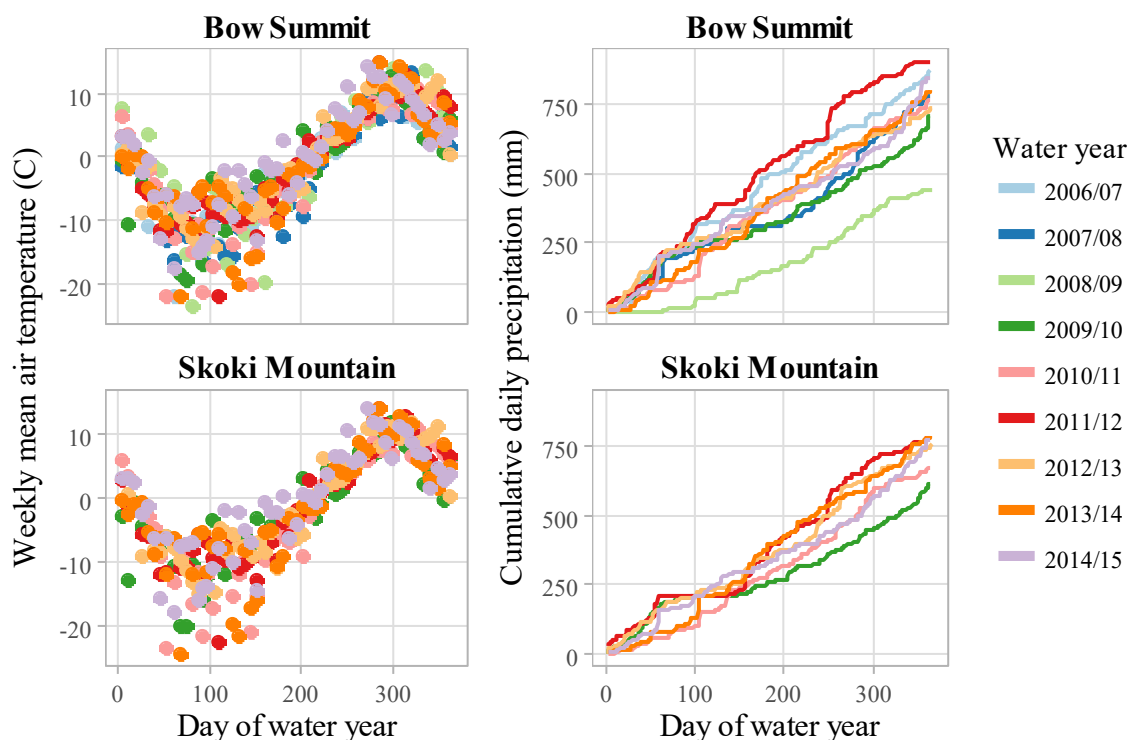 Bow Summit
Bow Summit
Weekly mean air temperature (C)
10
0
-10
-20
Cumulative daily precipitation (mm)
750
500
250
0
Skoki Mountain
Skoki Mountain
10
0
-10
-20
750
500
250
0
0 100 200 300
0 100 200 300
Day of water year
Day of water year
Water year
2006/07
2007/08
2008/09
2009/10
2010/11
2011/12
2012/13
2013/14
2014/15